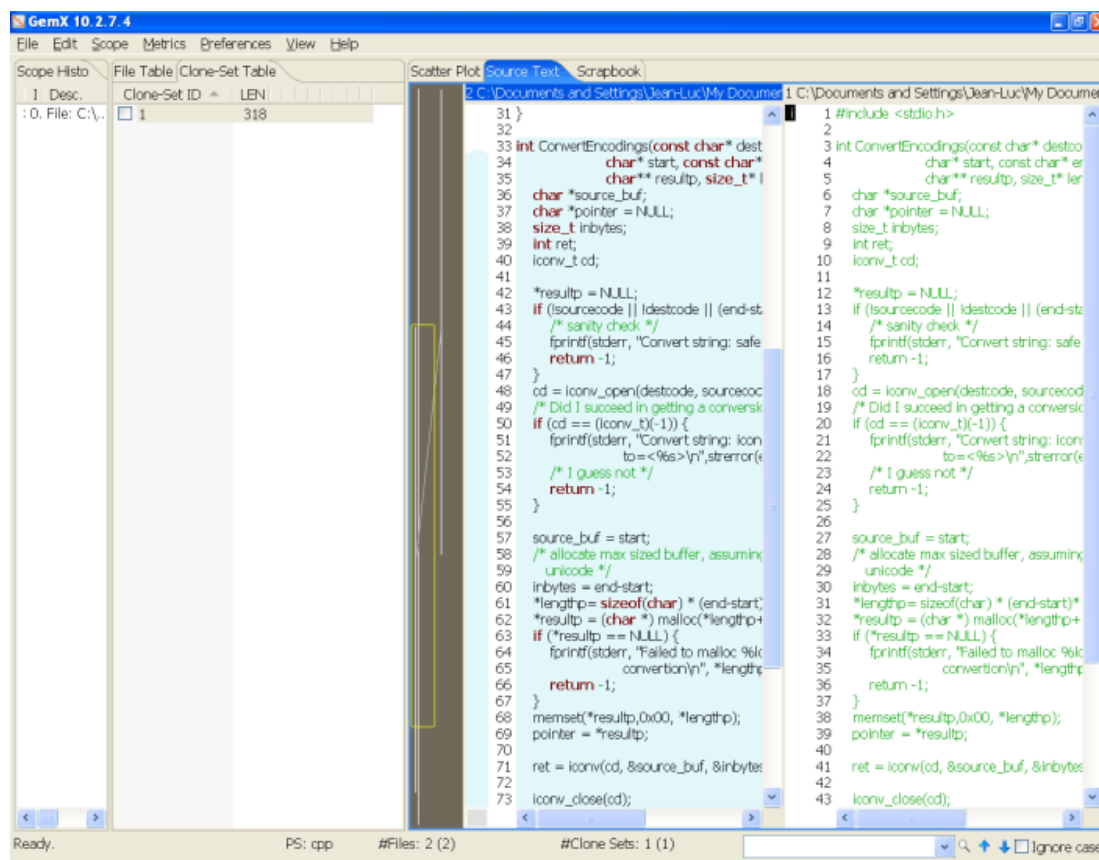 GemX 10.2.7.4
File Edit Scope Metrics Preferences View Help
Scope Histo File Table Clone-Set Table Scatter Plot Source Text Scrapbook
1 Desc. Clone-Set ID LEN
: 0. File: C:\.. 1 318
2 C:\Documents and Settings\Jean-Luc\My Documer
31 }
32
33 int ConvertEncodings(const char* dest
34 char* start, const char*
35 char** resultp, size_t* l
36 char *source_buf;
37 char *pointer = NULL;
38 size_t inbytes;
39 int ret;
40 iconv_t cd;
41
42 *resultp = NULL;
43 if (!sourcecode || !destcode || (end-st
44 /* sanity check */
45 fprintf(stderr, "Convert string: safe
46 return -1;
47 }
48 cd = iconv_open(destcode, sourcecoc
49 /* Did I succeed in getting a conversic
50 if (cd == (iconv_t)(-1)) {
51 fprintf(stderr, "Convert string: icon
52 to=<%s>\n",strerror(e
53 /* I guess not */
54 return -1;
55 }
56
57 source_buf = start;
58 /* allocate max sized buffer, assuming
59 unicode */
60 inbytes = end-start;
61 *lengthp= sizeof(char) * (end-start)
62 *resultp = (char *) malloc(*lengthp+
63 if (*resultp == NULL) {
64 fprintf(stderr, "Failed to malloc %lc
65 convertion\n", *lengthp
66 return -1;
67 }
68 memset(*resultp,0x00, *lengthp);
69 pointer = *resultp;
70
71 ret = iconv(cd, &source_buf, &inbytes
72
73 iconv_close(cd);
1 C:\Documents and Settings\Jean-Luc\My Documer
1 #include <stdio.h>
2
3 int ConvertEncodings(const char* destco
4 char* start, const char* er
5 char** resultp, size_t* ler
6 char *source_buf;
7 char *pointer = NULL;
8 size_t inbytes;
9 int ret;
10 iconv_t cd;
11
12 *resultp = NULL;
13 if (!sourcecode || !destcode || (end-sta
14 /* sanity check */
15 fprintf(stderr, "Convert string: safe
16 return -1;
17 }
18 cd = iconv_open(destcode, sourcecod
19 /* Did I succeed in getting a conversic
20 if (cd == (iconv_t)(-1)) {
21 fprintf(stderr, "Convert string: iconv
22 to=<%s>\n",strerror(e
23 /* I guess not */
24 return -1;
25 }
26
27 source_buf = start;
28 /* allocate max sized buffer, assuming
29 unicode */
30 inbytes = end-start;
31 *lengthp= sizeof(char) * (end-start)*
32 *resultp = (char *) malloc(*lengthp+
33 if (*resultp == NULL) {
34 fprintf(stderr, "Failed to malloc %lc
35 convertion\n", *lengthp
36 return -1;
37 }
38 memset(*resultp,0x00, *lengthp);
39 pointer = *resultp;
40
41 ret = iconv(cd, &source_buf, &inbytes
42
43 iconv_close(cd);
Ready. PS: cpp #Files: 2 (2) #Clone Sets: 1 (1) Ignore case